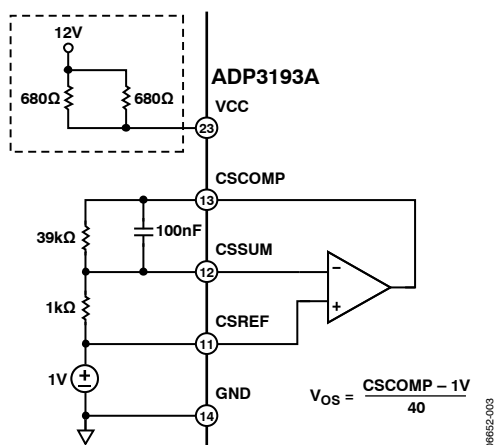 12V
ADP3193A
680Ω
680Ω
VCC
23
CSCOMP
13
39kΩ
100nF
CSSUM
12
–
1kΩ
+
CSREF
11
1V
+
–
GND
14
V_OS = CSCOMP – 1V
40
06652-003